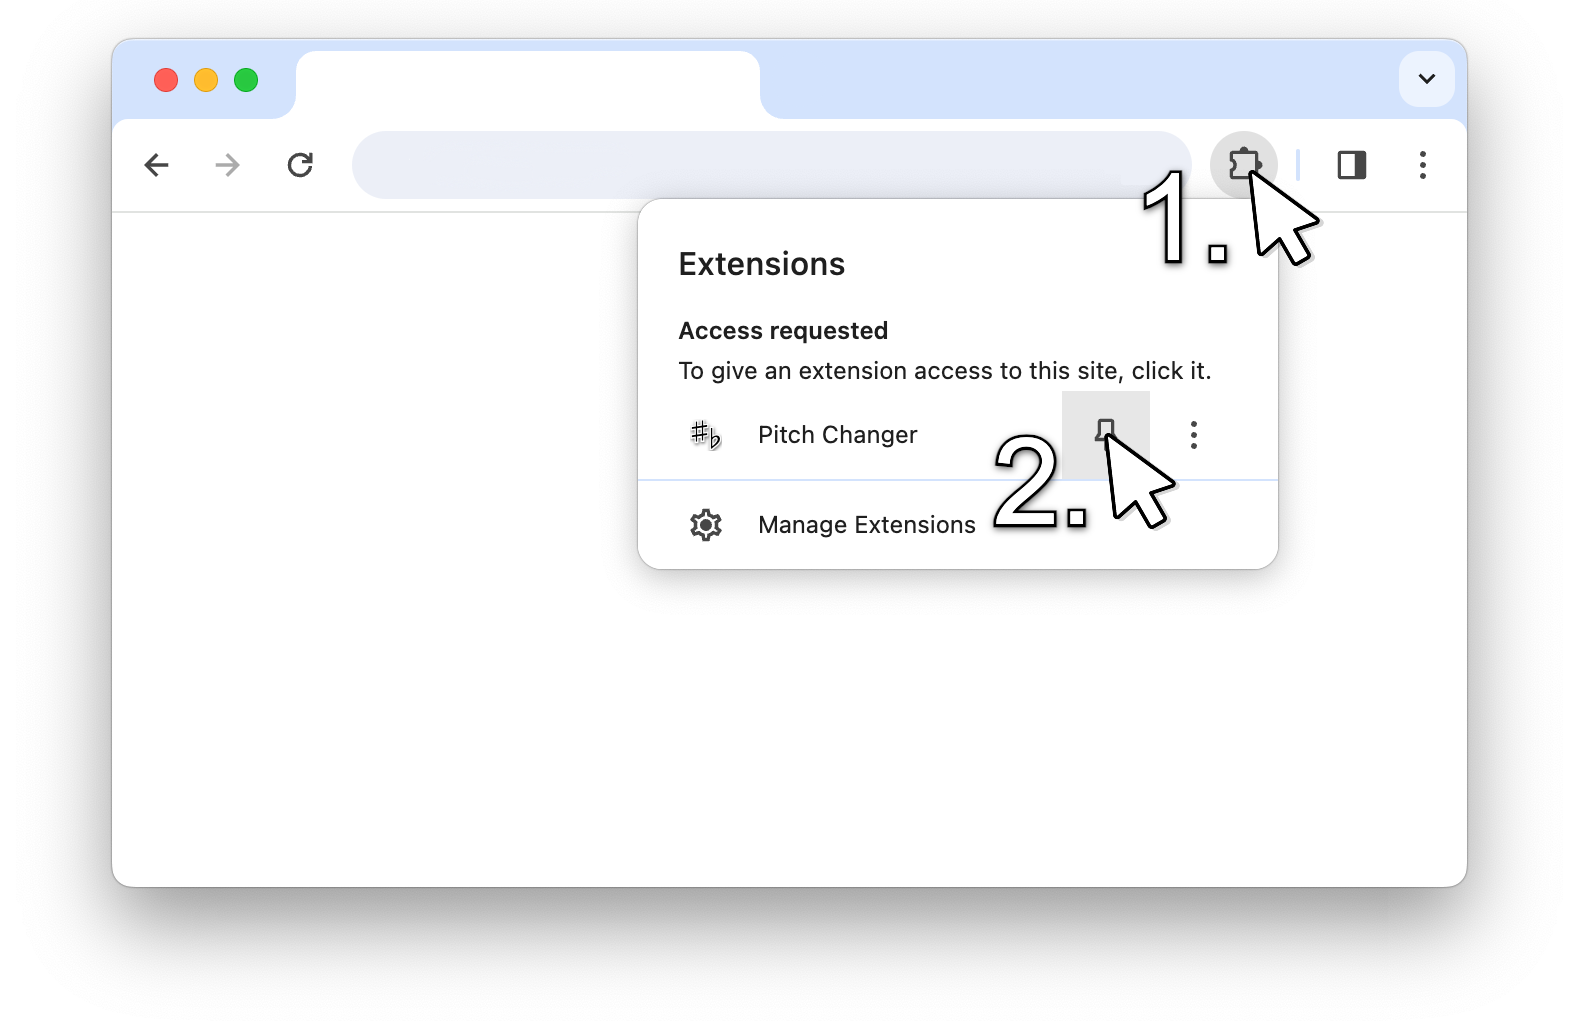 1.
Extensions
Access requested
To give an extension access to this site, click it.
Pitch Changer
2.
Manage Extensions